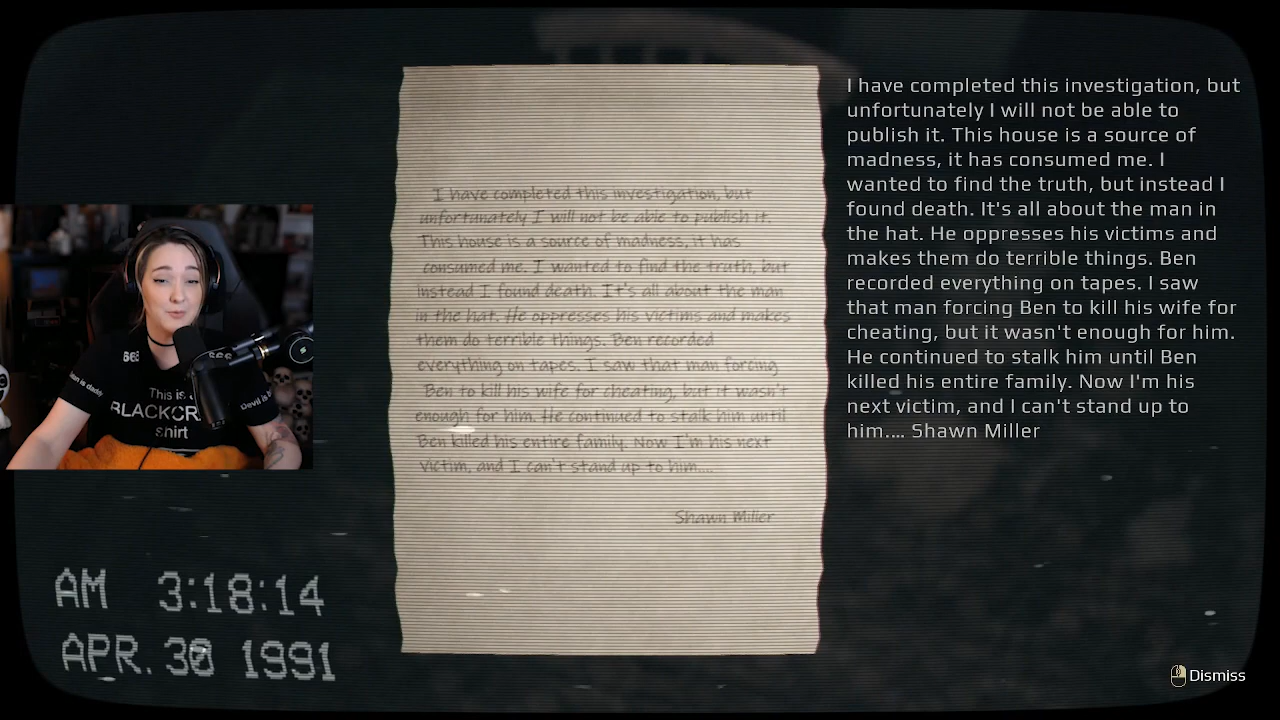 I have completed this investigation, but
unfortunately I will not be able to publish it.
This house is a source of madness, it has
consumed me. I wanted to find the truth, but
instead I found death. It's all about the man
in the hat. He oppresses his victims and makes
them do terrible things. Ben recorded
everything on tapes. I saw that man forcing
Ben to kill his wife for cheating, but it wasn't
enough for him. He continued to stalk him until
Ben killed his entire family. Now I'm his next
victim, and I can't stand up to him....
Shawn Miller
I have completed this investigation, but
unfortunately I will not be able to
publish it. This house is a source of
madness, it has consumed me. I
wanted to find the truth, but instead I
found death. It's all about the man in
the hat. He oppresses his victims and
makes them do terrible things. Ben
recorded everything on tapes. I saw
that man forcing Ben to kill his wife for
cheating, but it wasn't enough for him.
He continued to stalk him until Ben
killed his entire family. Now I'm his
next victim, and I can't stand up to
him.... Shawn Miller
This is a
shirt
AM 3:18:14
APR. 30 1991
Dismiss